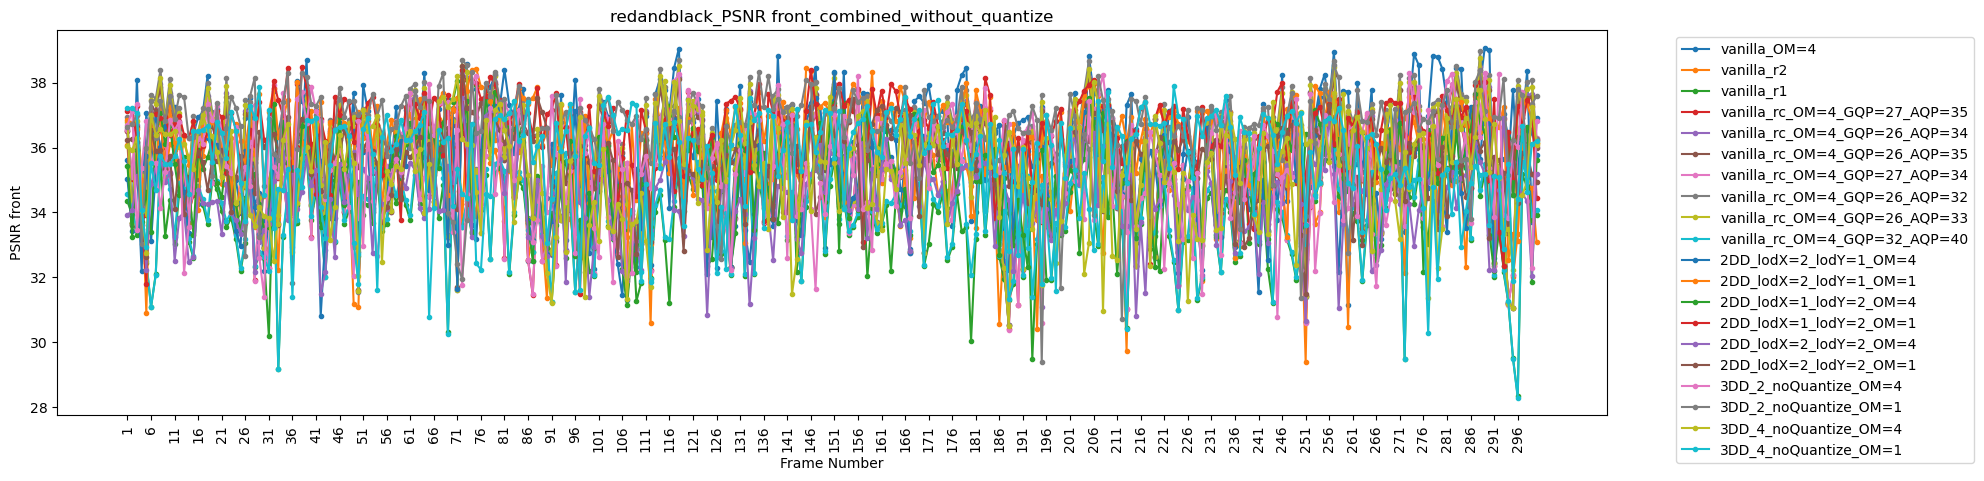 redandblack_PSNR front_combined_without_quantize
PSNR front
38
36
34
32
30
28
1 6 11 16 21 26 31 36 41 46 51 56 61 66 71 76 81 86 91 96 101 106 111 116 121 126 131 136 141 146 151 156 161 166 171 176 181 186 191 196 201 206 211 216 221 226 231 236 241 246 251 256 261 266 271 276 281 286 291 296
Frame Number
vanilla_OM=4
vanilla_r2
vanilla_r1
vanilla_rc_OM=4_GQP=27_AQP=35
vanilla_rc_OM=4_GQP=26_AQP=34
vanilla_rc_OM=4_GQP=26_AQP=35
vanilla_rc_OM=4_GQP=27_AQP=34
vanilla_rc_OM=4_GQP=26_AQP=32
vanilla_rc_OM=4_GQP=26_AQP=33
vanilla_rc_OM=4_GQP=32_AQP=40
2DD_lodX=2_lodY=1_OM=4
2DD_lodX=2_lodY=1_OM=1
2DD_lodX=1_lodY=2_OM=4
2DD_lodX=1_lodY=2_OM=1
2DD_lodX=2_lodY=2_OM=4
2DD_lodX=2_lodY=2_OM=1
3DD_2_noQuantize_OM=4
3DD_2_noQuantize_OM=1
3DD_4_noQuantize_OM=4
3DD_4_noQuantize_OM=1